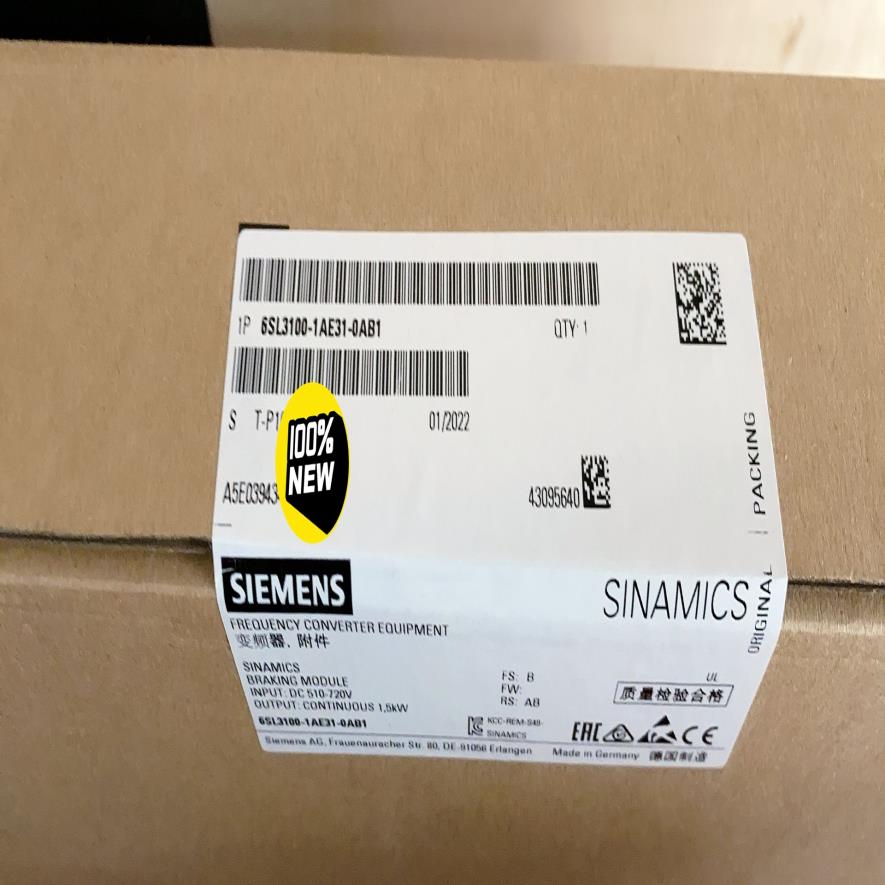 1P 6SL3100-1AE31-0AB1
QTY 1
S T-P1
01/2022
100%
NEW
A5E03943
43095640
ORIGINAL PACKING
SIEMENS
SINAMICS
FREQUENCY CONVERTER EQUIPMENT
变频器, 附件
SINAMICS
BRAKING MODULE
INPUT: DC 510-720V
OUTPUT: CONTINUOUS 1,5kW
6SL3100-1AE31-0AB1
FS: B
FW:
RS: AB
UL
质量检验合格
KCC-REM-S49-
SINAMICS
EAC
CE
Siemens AG, Frauenauracher Str. 80, DE-91056 Erlangen
Made in Germany 德国制造